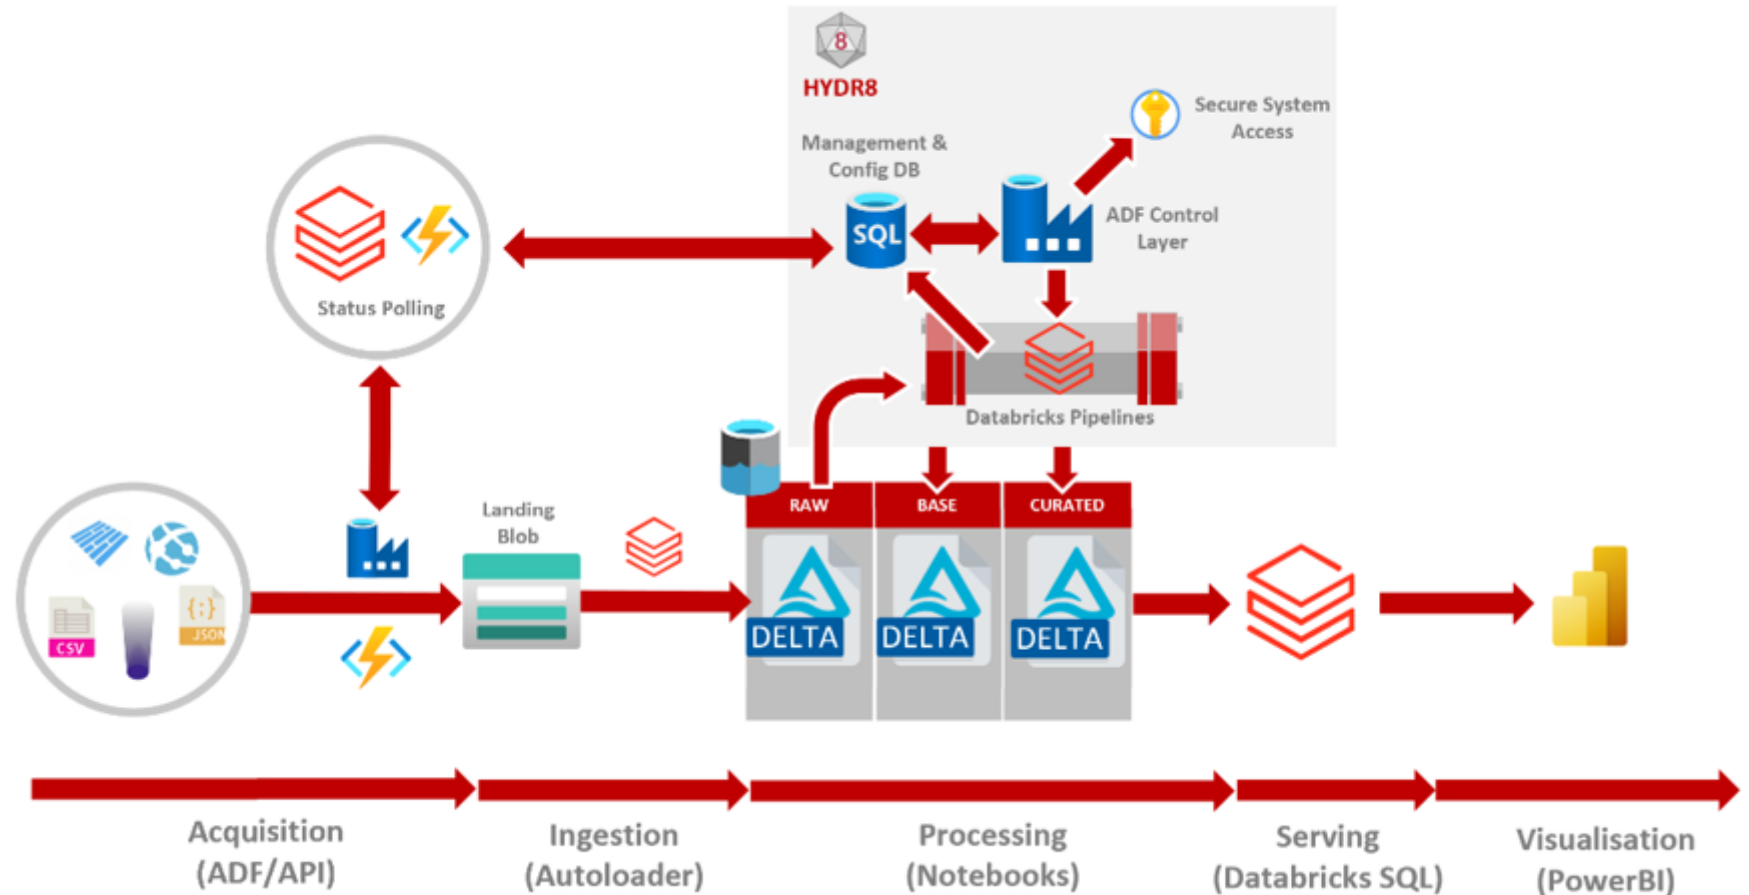 8
HYDR8
Secure System
Access
Management &
Config DB
SQL
ADF Control
Layer
Status Polling
Databricks Pipelines
Landing
Blob
RAW
BASE
CURATED
CSV
{;}
.JSON
DELTA
DELTA
DELTA
Acquisition
(ADF/API)
Ingestion
(Autoloader)
Processing
(Notebooks)
Serving
(Databricks SQL)
Visualisation
(PowerBI)